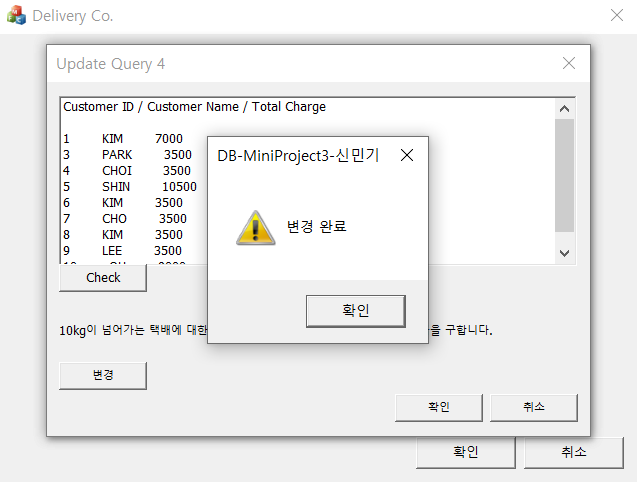 Delivery Co.
Update Query 4
Customer ID / Customer Name / Total Charge
1 KIM 7000
3 PARK 3500
4 CHOI 3500
5 SHIN 10500
6 KIM 3500
7 CHO 3500
8 KIM 3500
9 LEE 3500
DB-MiniProject3-신민기
변경 완료
확인
Check
10kg이 넘어가는 택배에 대한
을 구합니다.
변경
확인 취소
확인 취소